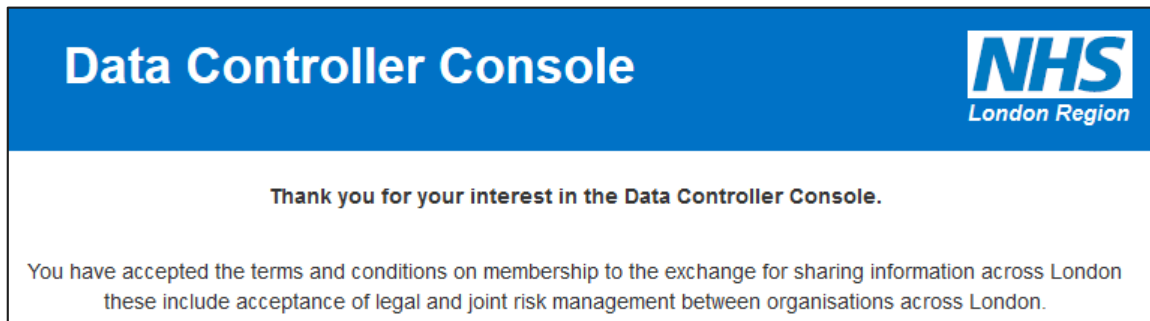 Data Controller Console
NHS
London Region
Thank you for your interest in the Data Controller Console.
You have accepted the terms and conditions on membership to the exchange for sharing information across London
these include acceptance of legal and joint risk management between organisations across London.